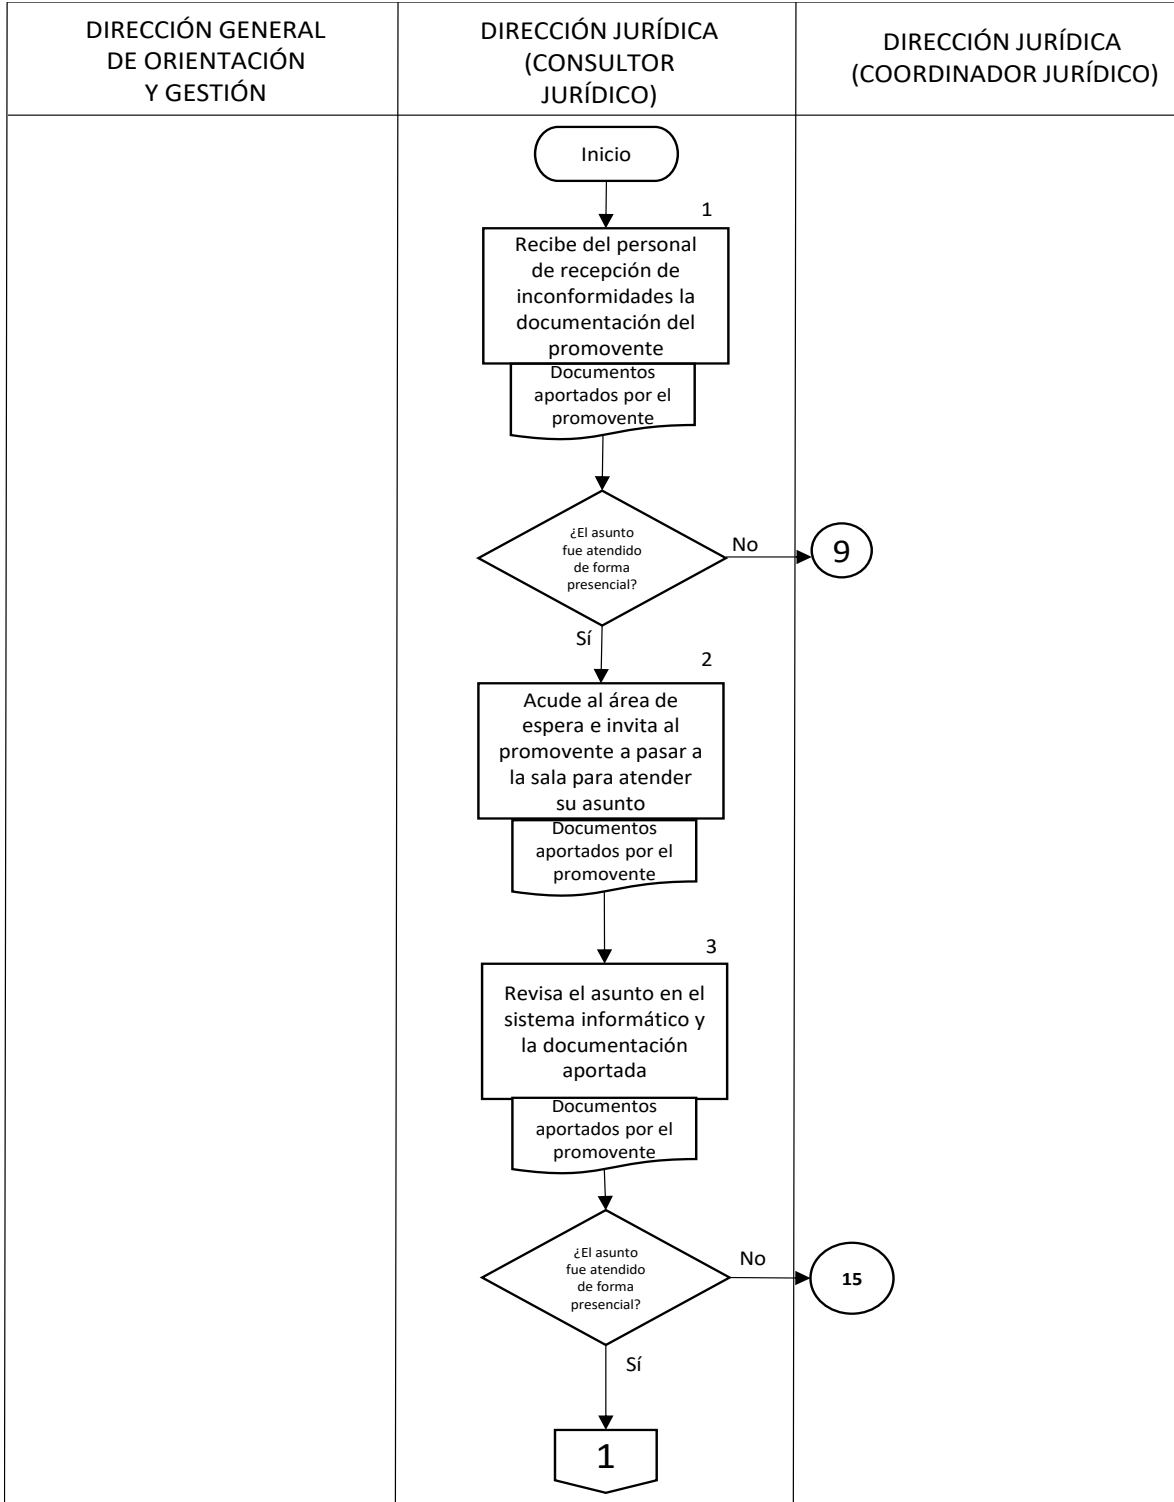 DIRECCIÓN GENERAL
DE ORIENTACIÓN
Y GESTIÓN
DIRECCIÓN JURÍDICA
(CONSULTOR
JURÍDICO)
DIRECCIÓN JURÍDICA
(COORDINADOR JURÍDICO)
Inicio
1
Recibe del personal
de recepción de
inconformidades la
documentación del
promovente
Documentos
aportados por el
promovente
¿El asunto
fue atendido
de forma
presencial?
No
9
Sí
2
Acude al área de
espera e invita al
promovente a pasar a
la sala para atender
su asunto
Documentos
aportados por el
promovente
3
Revisa el asunto en el
sistema informático y
la documentación
aportada
Documentos
aportados por el
promovente
¿El asunto
fue atendido
de forma
presencial?
No
15
Sí
1